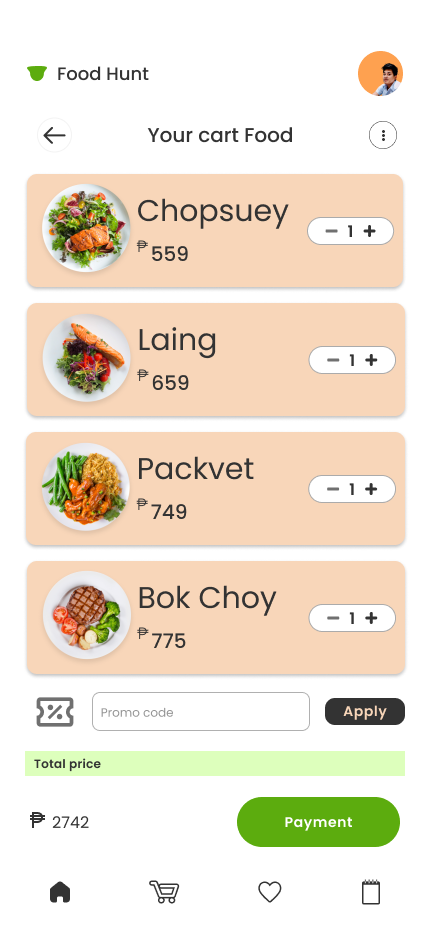 Food Hunt
Your cart Food
Chopsuey
₱ 559
1
Laing
₱ 659
1
Packvet
₱ 749
1
Bok Choy
₱ 775
1
Promo code
Apply
Total price
₱ 2742
Payment